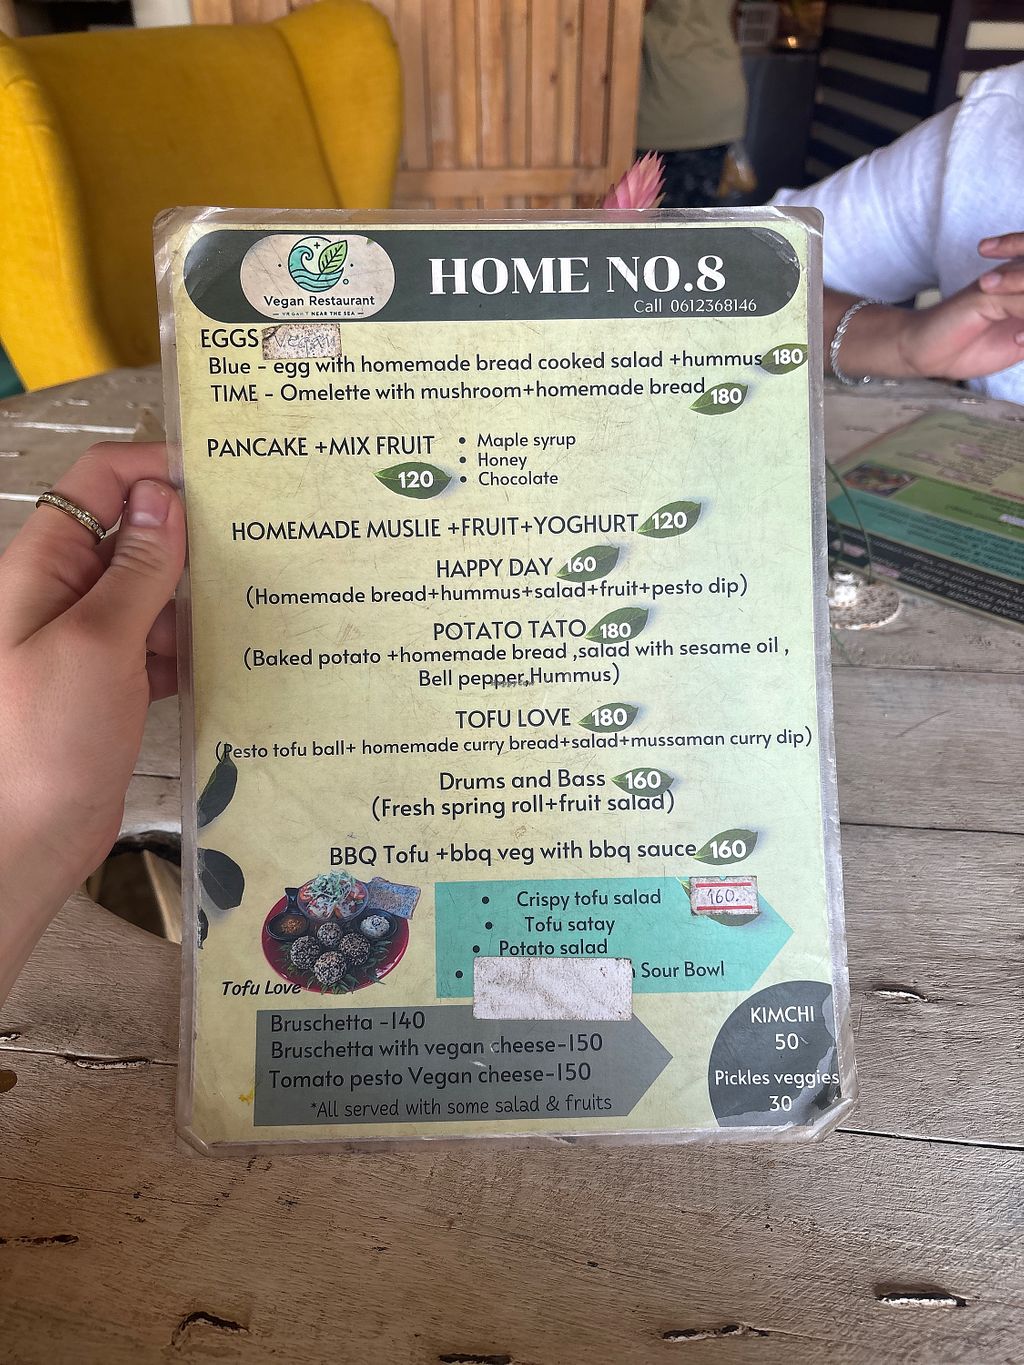 Vegan Restaurant
NEAR THE SEA
HOME NO.8
Call 0612368146
EGGS Vegan
Blue - egg with homemade bread cooked salad +hummus 180
TIME - Omelette with mushroom+homemade bread 180
PANCAKE +MIX FRUIT
120
• Maple syrup
• Honey
• Chocolate
HOMEMADE MUSLIE +FRUIT+YOGHURT 120
HAPPY DAY 160
(Homemade bread+hummus+salad+fruit+pesto dip)
POTATO TATO 180
(Baked potato +homemade bread ,salad with sesame oil ,
Bell pepper,Hummus)
TOFU LOVE 180
(Pesto tofu ball+ homemade curry bread+salad+mussaman curry dip)
Drums and Bass 160
(Fresh spring roll+fruit salad)
BBQ Tofu +bbq veg with bbq sauce 160
• Crispy tofu salad 160.
• Tofu satay
• Potato salad
• Sour Bowl
Tofu Love
Bruschetta -140
Bruschetta with vegan cheese-150
Tomato pesto Vegan cheese-150
*All served with some salad & fruits
KIMCHI
50
Pickles veggies
30